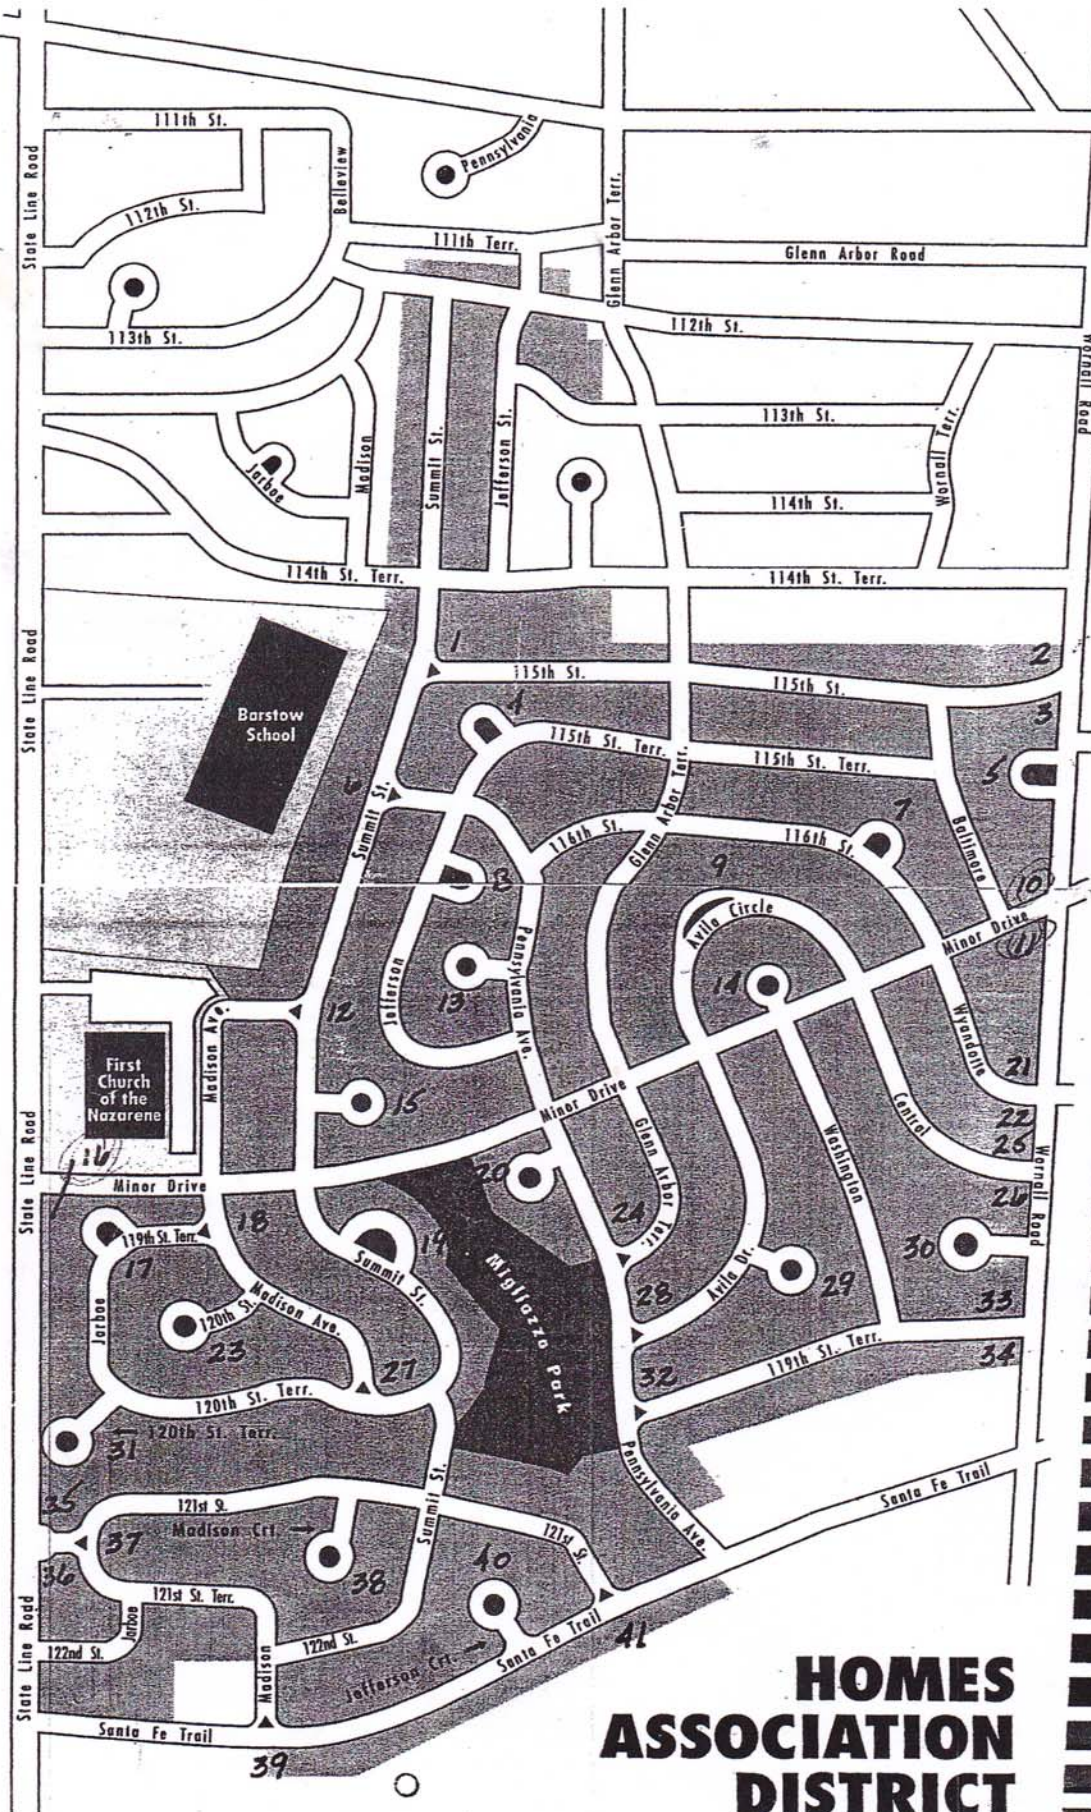 111th St.
Pennsylvania
State Line Road
Belleview
Glenn Arbor Terr.
112th St.
111th Terr.
Glenn Arbor Road
113th St.
112th St.
Wornall Road
113th St.
Wornall Terr.
Madison
Summit St.
Jefferson St.
Jarboe
114th St.
114th St. Terr.
114th St. Terr.
State Line Road
1
2
115th St.
115th St.
3
4
Barstow
School
115th St. Terr.
115th St. Terr.
5
6
Summit St.
Glenn Arbor Terr.
7
116th St.
116th St.
Baltimore
8
9
10
Avila Circle
Minor Drive
11
Jefferson
Pennsylvania Ave.
13
14
12
Madison Ave.
Wyandotte
First
Church
of the
Nazarene
15
Minor Drive
21
Central
22
25
State Line Road
16
Glenn Arbor Terr.
Washington
Wornall Road
Minor Drive
20
26
18
24
119th St. Terr.
17
19
Summit St.
30
Migliazzo Park
Avila Dr.
29
28
33
Jarboe
120th St.
Madison Ave.
23
119th St. Terr.
34
27
32
120th St. Terr.
← 120th St. Terr.
31
Pennsylvania Ave.
Santa Fe Trail
35
121st St.
Summit St.
Madison Crt. →
121st St.
37
36
38
40
121st St. Terr.
Jarboe
State Line Road
122nd St.
122nd St.
Madison
Jefferson Crt. →
Santa Fe Trail
41
Santa Fe Trail
39
HOMES
ASSOCIATION
DISTRICT